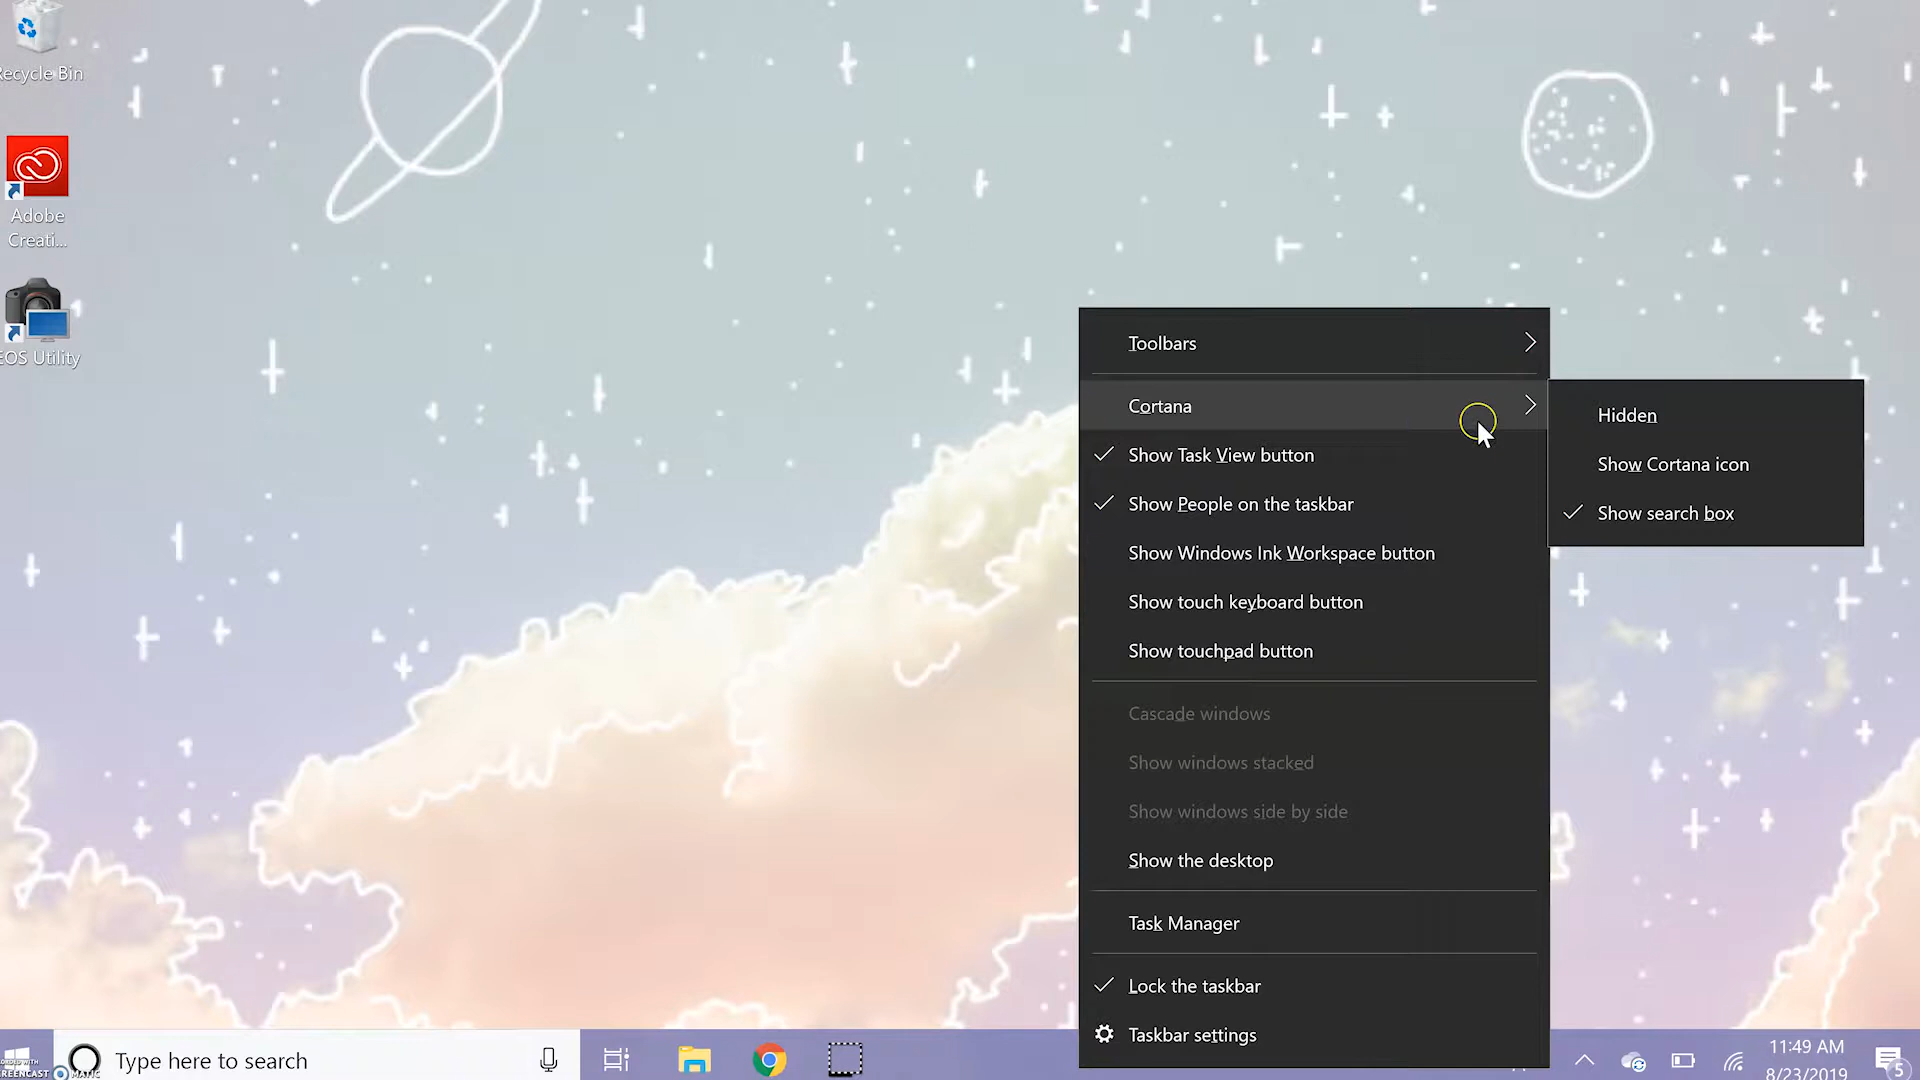 Recycle Bin
Adobe
Creati...
EOS Utility
Toolbars
Cortana
Show Task View button
Show People on the taskbar
Show Windows Ink Workspace button
Show touch keyboard button
Show touchpad button
Cascade windows
Show windows stacked
Show windows side by side
Show the desktop
Task Manager
Lock the taskbar
Taskbar settings
Hidden
Show Cortana icon
Show search box
Type here to search
11:49 AM
8/23/2019
5